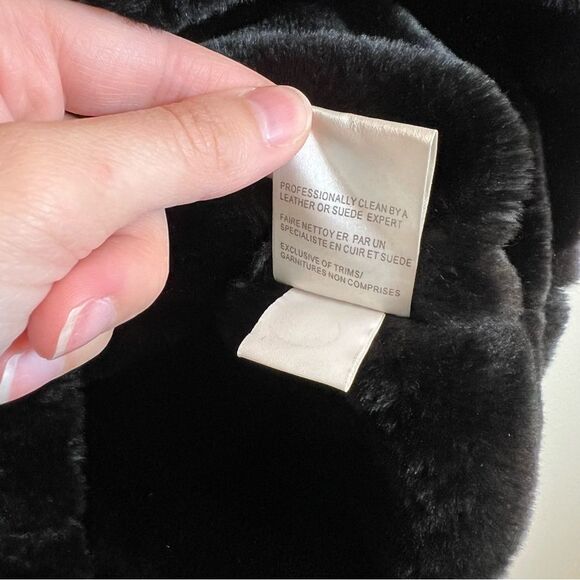 PROFESSIONALLY CLEAN BY A
LEATHER OR SUEDE EXPERT
FAIRE NETTOYER PAR UN
SPECIALISTE EN CUIR ET SUEDE
EXCLUSIVE OF TRIMS/
GARNITURES NON COMPRISES